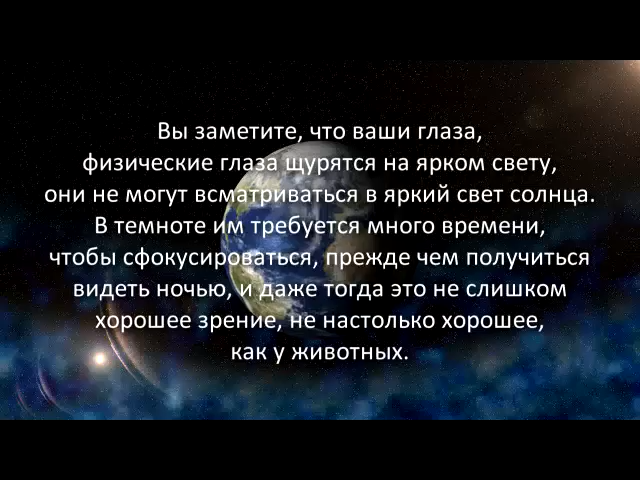 Вы заметите, что ваши глаза,
физические глаза щурятся на ярком свету,
они не могут всматриваться в яркий свет солнца.
В темноте им требуется много времени,
чтобы сфокусироваться, прежде чем получиться
видеть ночью, и даже тогда это не слишком
хорошее зрение, не настолько хорошее,
как у животных.